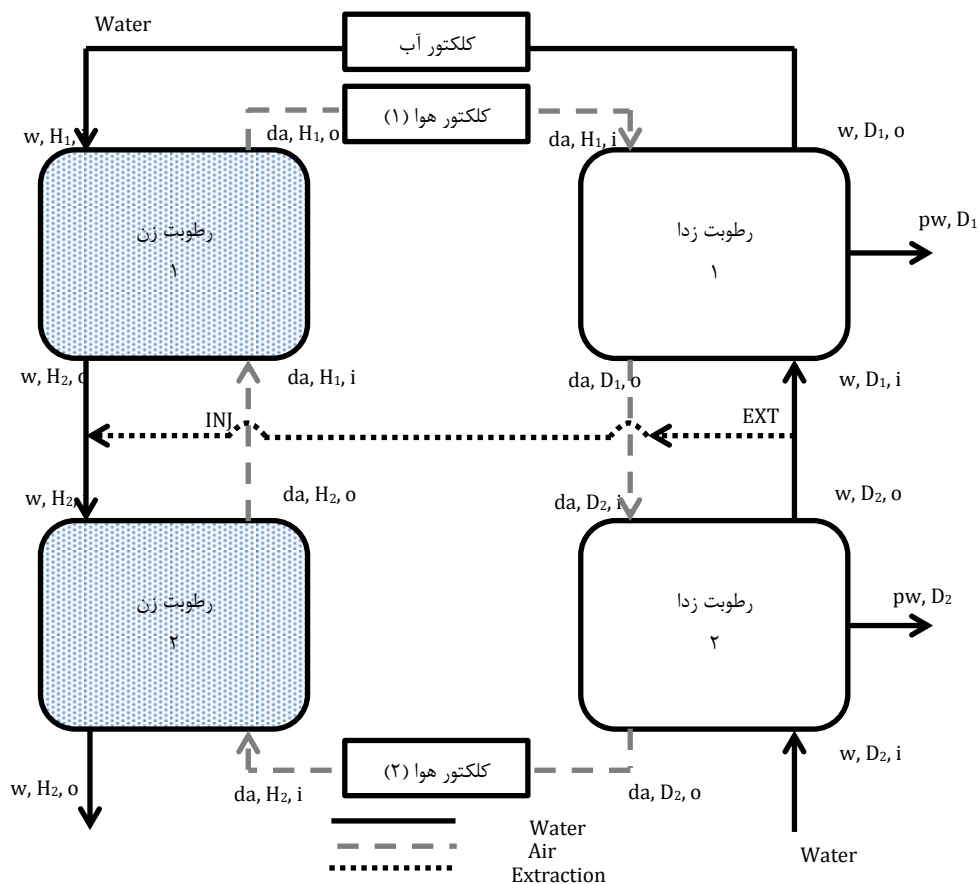 Water
کلکتور آب
کلکتور هوا (۱)
w, H₁, i
da, H₁, o
da, H₁, i
w, D₁, o
رطوبت زن
۱
رطوبت زدا
۱
pw, D₁
w, H₂, o
da, H₁, i
da, D₁, o
w, D₁, i
INJ
EXT
w, H₂,
da, H₂, o
da, D₂, i
w, D₂, o
رطوبت زن
۲
رطوبت زدا
۲
pw, D₂
کلکتور هوا (۲)
w, H₂, o
da, H₂, i
da, D₂, o
w, D₂, i
Water
Air
Extraction
Water